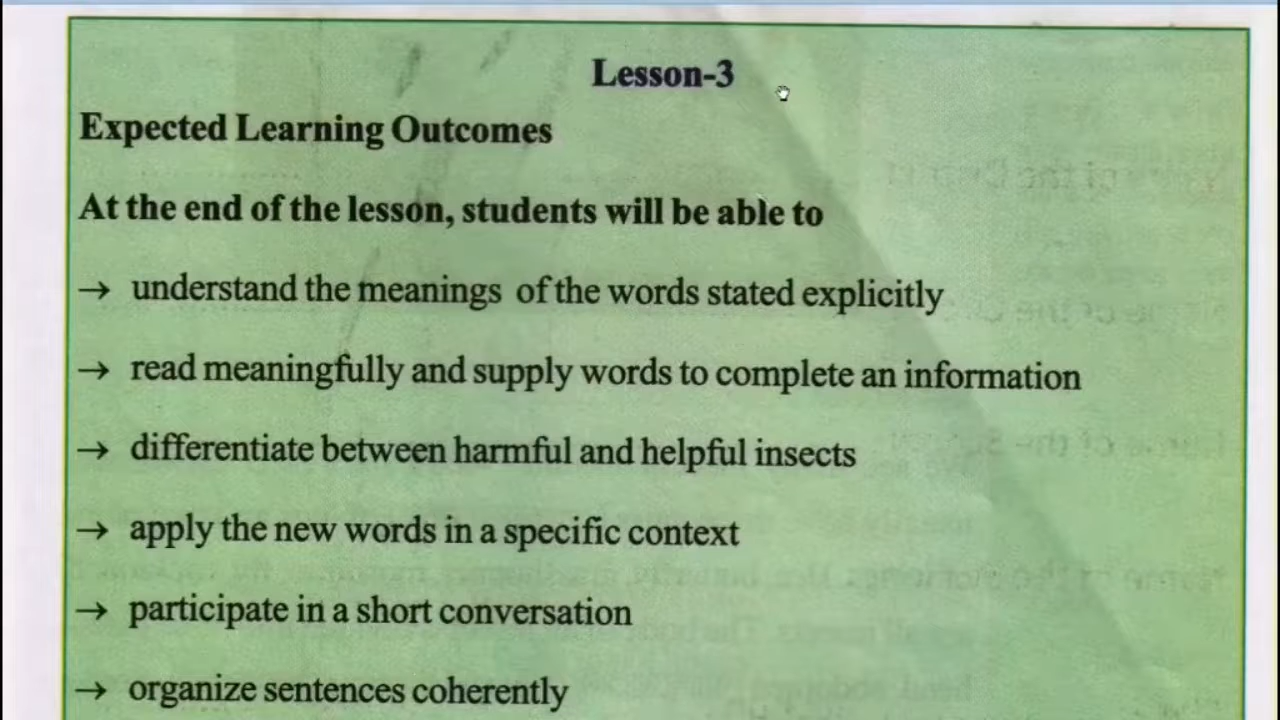 Lesson-3
Expected Learning Outcomes
At the end of the lesson, students will be able to
→ understand the meanings of the words stated explicitly
→ read meaningfully and supply words to complete an information
→ differentiate between harmful and helpful insects
→ apply the new words in a specific context
→ participate in a short conversation
→ organize sentences coherently